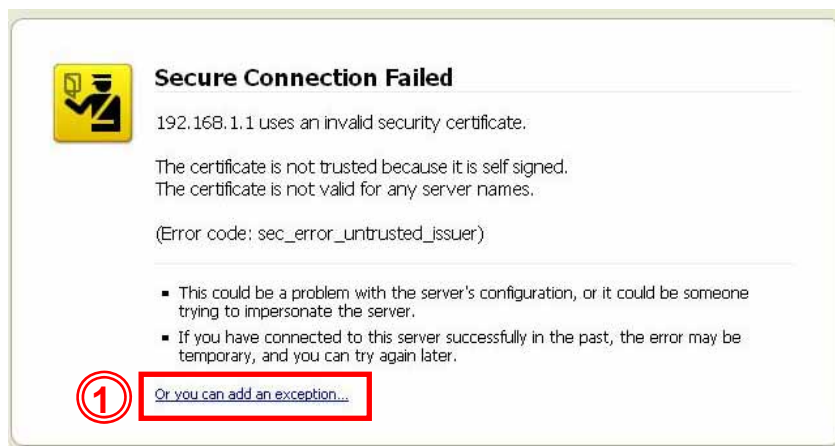 Secure Connection Failed
192.168.1.1 uses an invalid security certificate.
The certificate is not trusted because it is self signed.
The certificate is not valid for any server names.
(Error code: sec_error_untrusted_issuer)
▪ This could be a problem with the server's configuration, or it could be someone
trying to impersonate the server.
▪ If you have connected to this server successfully in the past, the error may be
temporary, and you can try again later.
1 Or you can add an exception...